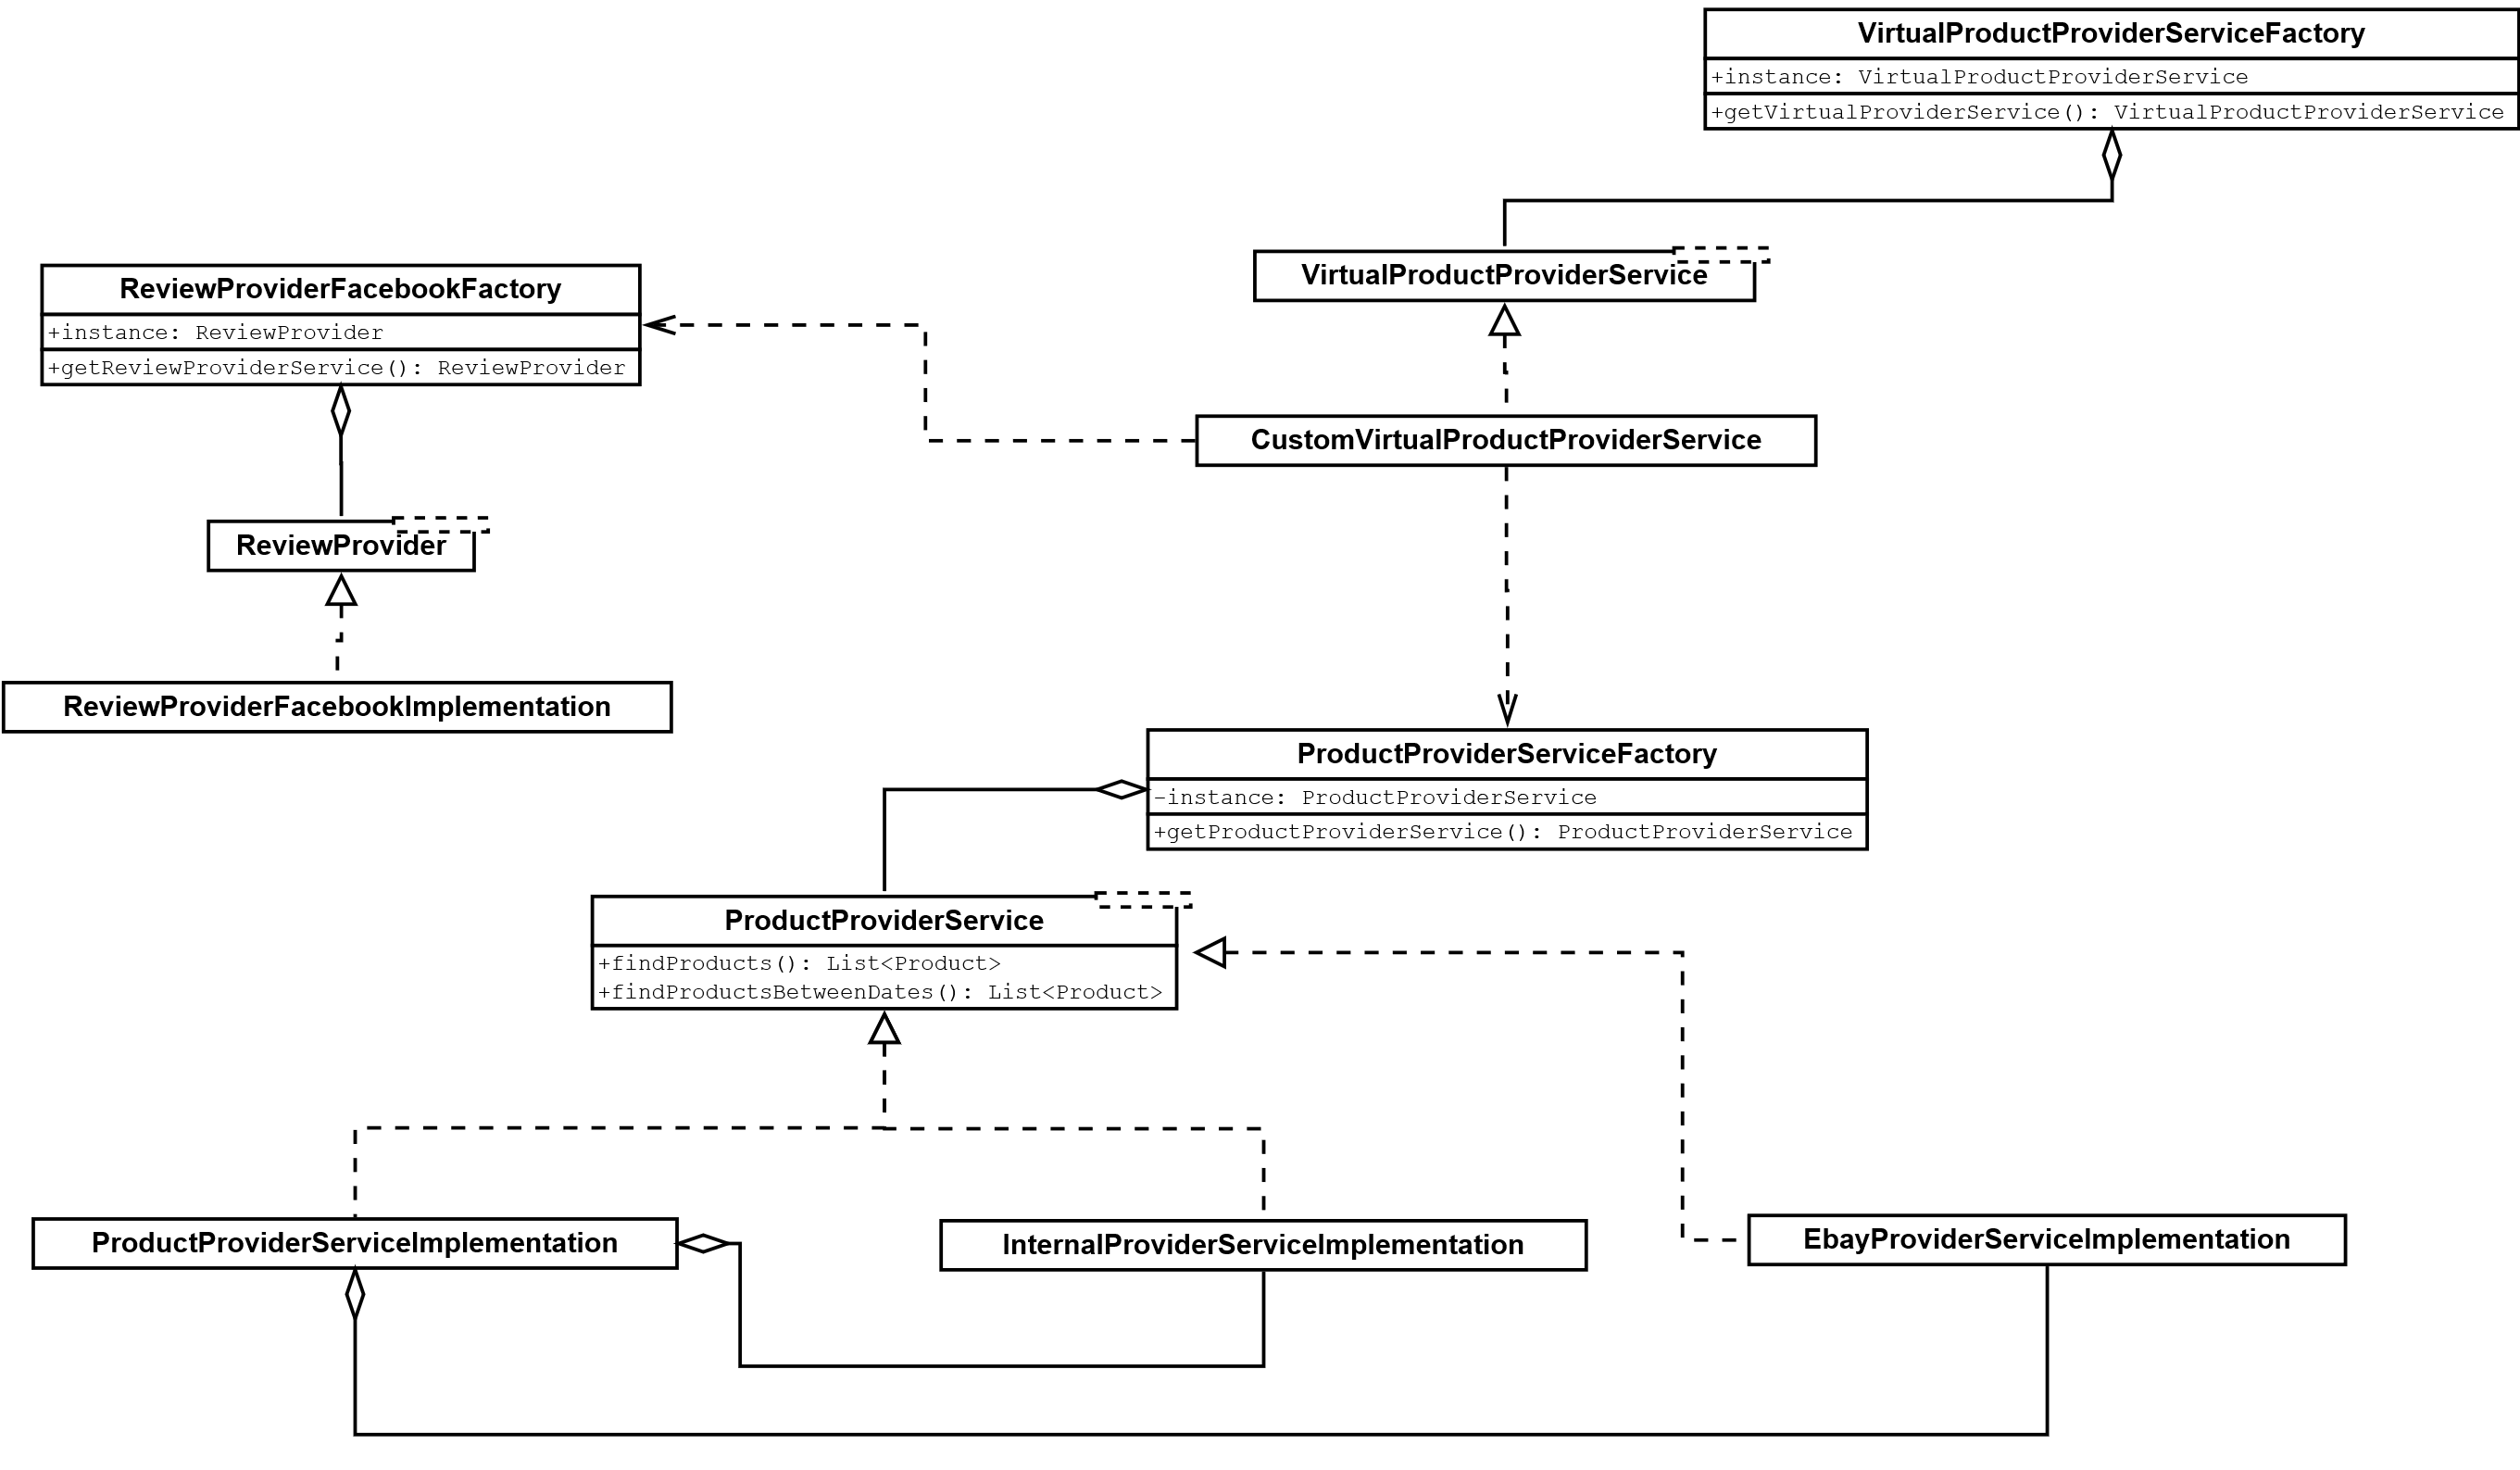 VirtualProductProviderServiceFactory
+instance: VirtualProductProviderService
+getVirtualProviderService(): VirtualProductProviderService
ReviewProviderFacebookFactory
+instance: ReviewProvider
+getReviewProviderService(): ReviewProvider
VirtualProductProviderService
CustomVirtualProductProviderService
ReviewProvider
ReviewProviderFacebookImplementation
ProductProviderServiceFactory
-instance: ProductProviderService
+getProductProviderService(): ProductProviderService
ProductProviderService
+findProducts(): List<Product>
+findProductsBetweenDates(): List<Product>
ProductProviderServiceImplementation
InternalProviderServiceImplementation
EbayProviderServiceImplementation